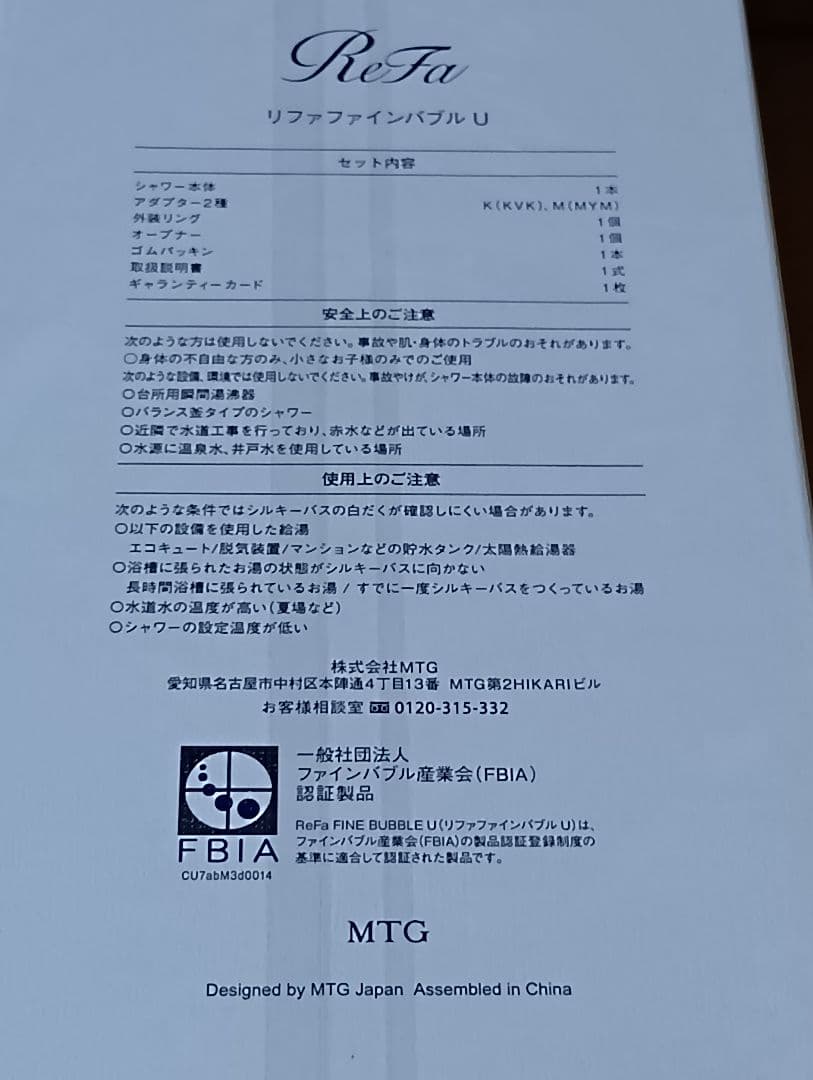 ReFa
リファファインバブル U
セット内容
シャワー本体 1本
アダプター2種 K(KVK)、M(MYM)
外装リング 1個
オープナー 1個
ゴムパッキン 1本
取扱説明書 1式
ギャランティーカード 1枚
安全上のご注意
次のような方は使用しないでください。事故や肌・身体のトラブルのおそれがあります。
○身体の不自由な方のみ、小さなお子様のみでのご使用
次のような設備、環境では使用しないでください。事故やけが、シャワー本体の故障のおそれがあります。
○台所用瞬間湯沸器
○バランス釜タイプのシャワー
○近隣で水道工事を行っており、赤水などが出ている場所
○水源に温泉水、井戸水を使用している場所
使用上のご注意
次のような条件ではシルキーバスの白だくが確認しにくい場合があります。
○以下の設備を使用した給湯
エコキュート/脱気装置/マンションなどの貯水タンク/太陽熱給湯器
○浴槽に張られたお湯の状態がシルキーバスに向かない
長時間浴槽に張られているお湯 / すでに一度シルキーバスをつくっているお湯
○水道水の温度が高い(夏場など)
○シャワーの設定温度が低い
株式会社MTG
愛知県名古屋市中村区本陣通4丁目13番 MTG第2HIKARIビル
お客様相談室 0120-315-332
一般社団法人
ファインバブル産業会(FBIA)
認証製品
ReFa FINE BUBBLE U(リファファインバブル U)は、
ファインバブル産業会(FBIA)の製品認証登録制度の
基準に適合して認証された製品です。
FBIA
CU7abM3d0014
MTG
Designed by MTG Japan Assembled in China